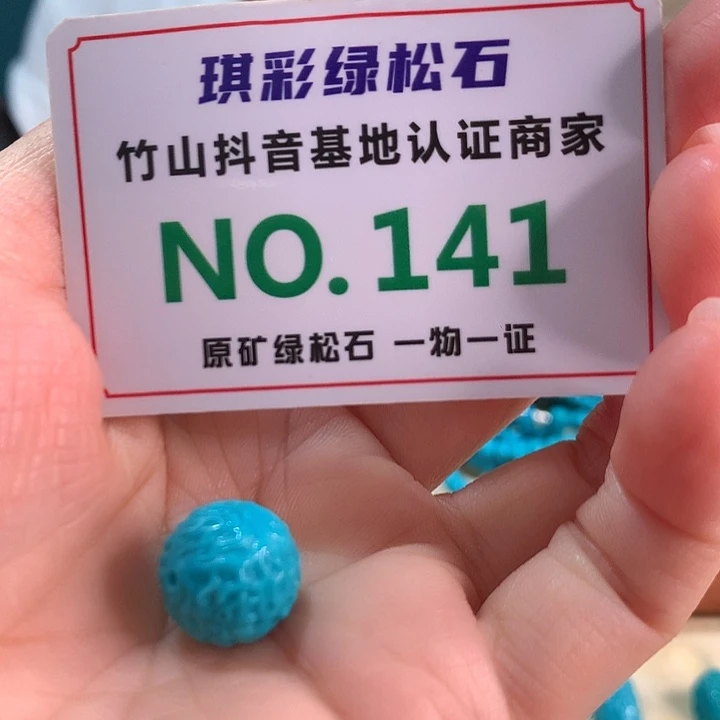 琪彩绿松石
竹山抖音基地认证商家
NO.141
原矿绿松石 一物一证